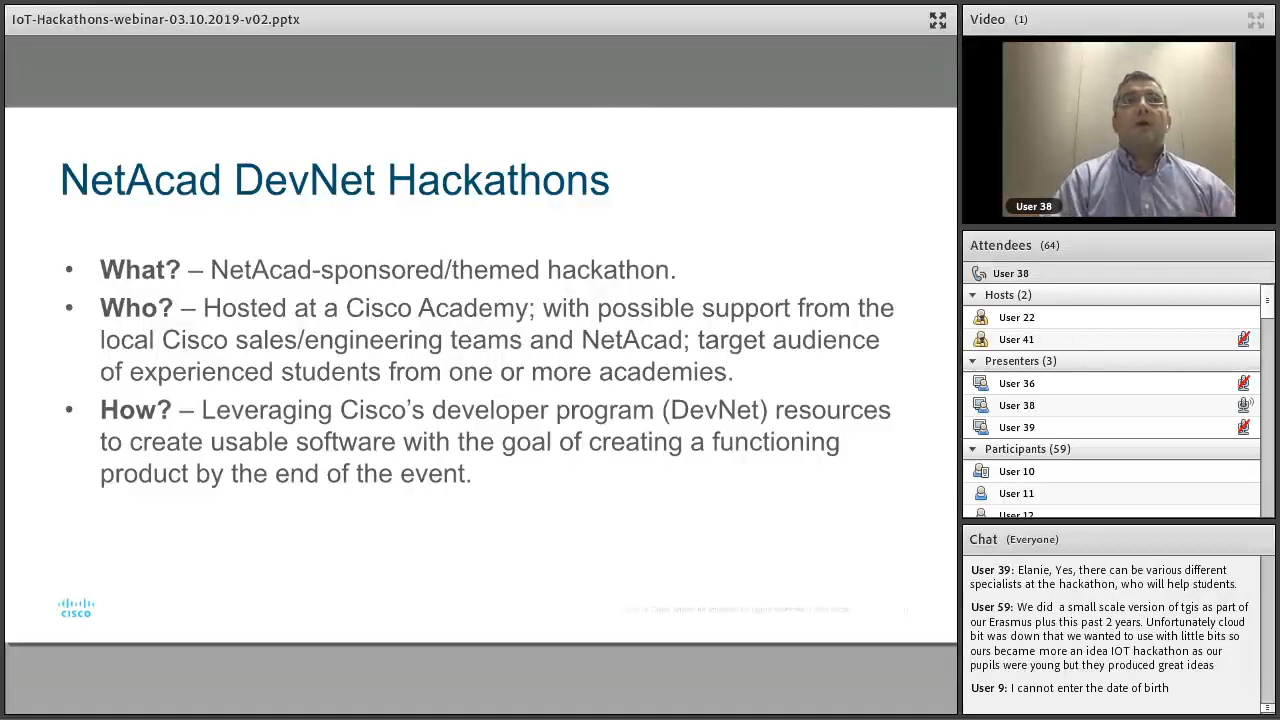 IoT-Hackathons-webinar-03.10.2019-v02.pptx
NetAcad DevNet Hackathons
• What? – NetAcad-sponsored/themed hackathon.
• Who? – Hosted at a Cisco Academy; with possible support from the
local Cisco sales/engineering teams and NetAcad; target audience
of experienced students from one or more academies.
• How? – Leveraging Cisco’s developer program (DevNet) resources
to create usable software with the goal of creating a functioning
product by the end of the event.
CISCO
Video (1)
User 38
Attendees (64)
User 38
Hosts (2)
User 22
User 41
Presenters (3)
User 36
User 38
User 39
Participants (59)
User 10
User 11
User 12
Chat (Everyone)
User 39: Elanie, Yes, there can be various different
specialists at the hackathon, who will help students.
User 59: We did a small scale version of tgis as part of
our Erasmus plus this past 2 years. Unfortunately cloud
bit was down that we wanted to use with little bits so
ours became more an idea IOT hackathon as our
pupils were young but they produced great ideas
User 9: I cannot enter the date of birth